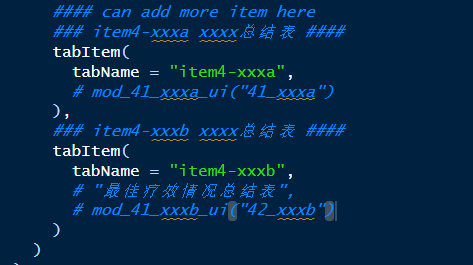 #### can add more item here
### item4-xxxa xxxx总结表 ####
tabItem(
tabName = "item4-xxxa",
# mod_41_xxxa_ui("41_xxxa")
),
### item4-xxxb xxxx总结表 ####
tabItem(
tabName = "item4-xxxb",
# "最佳疗效情况总结表",
# mod_41_xxxb_ui("42_xxxb")
)
)